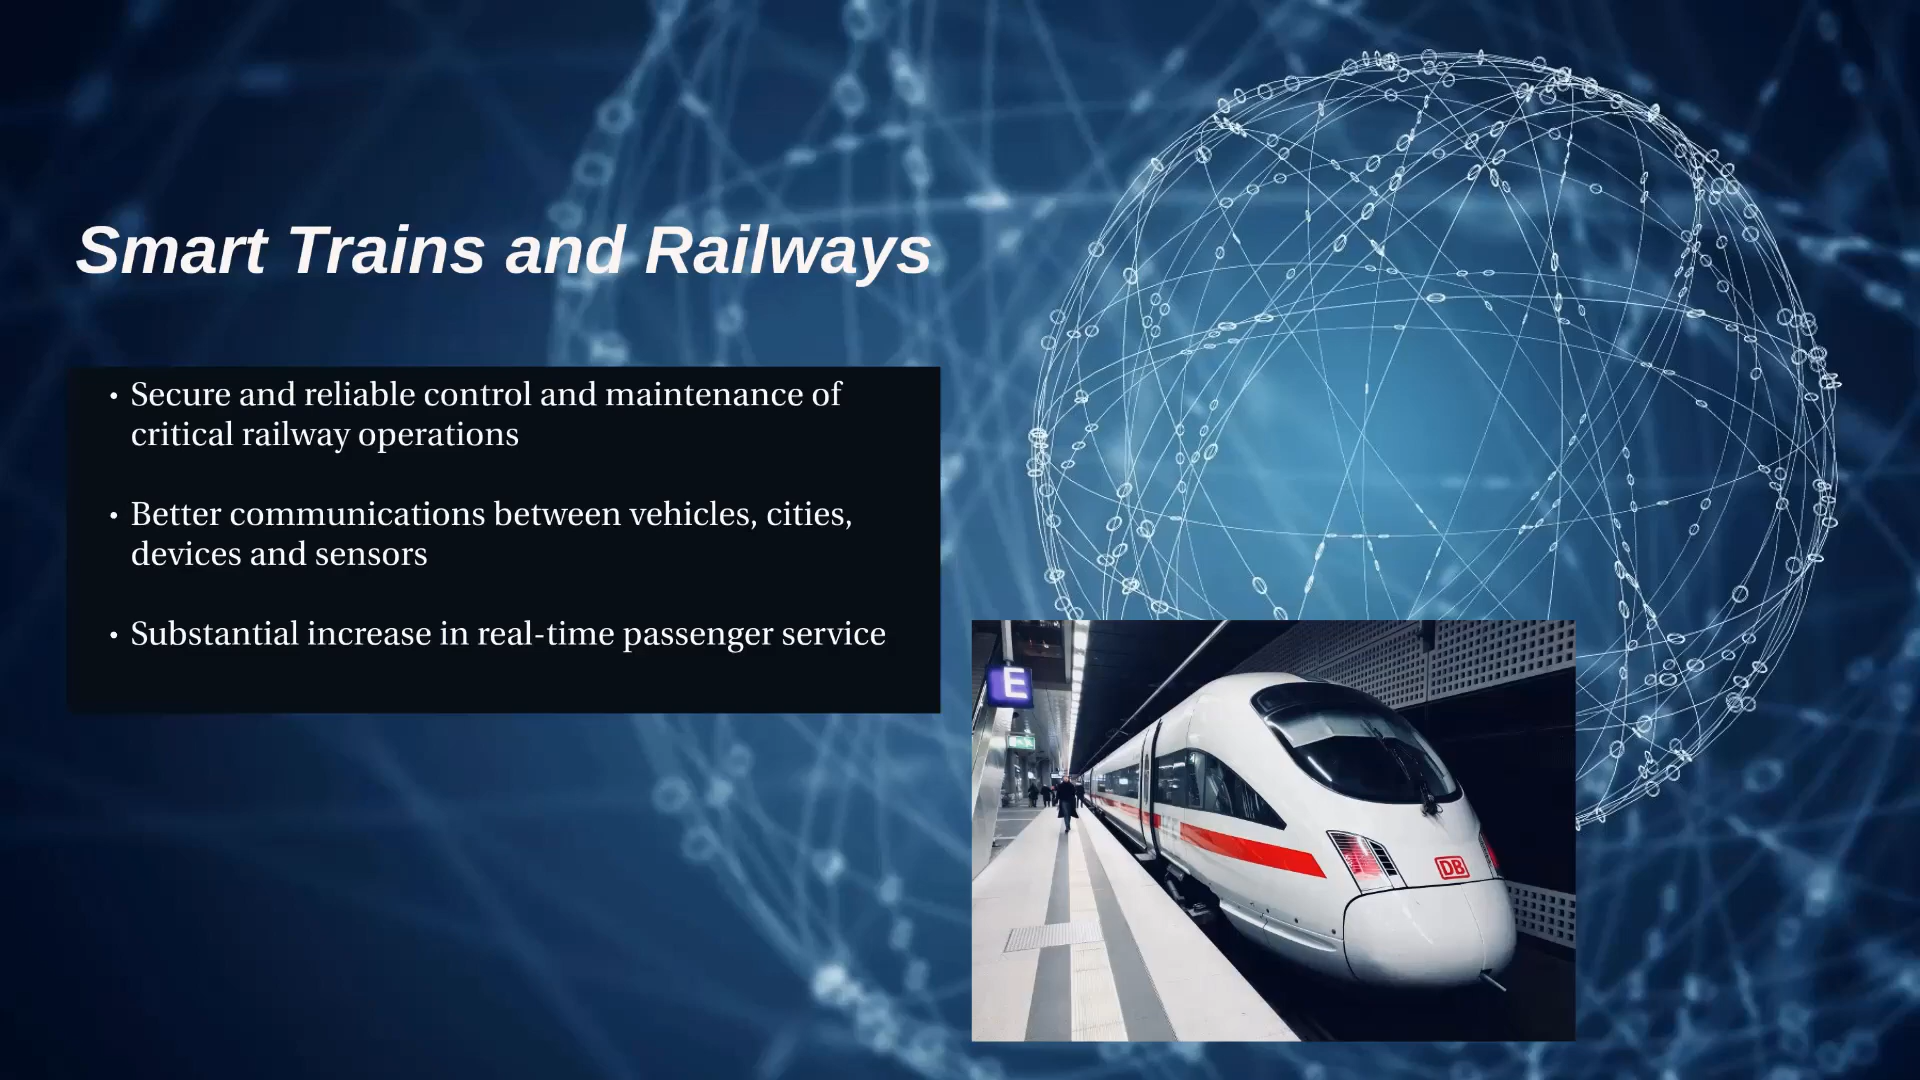 Smart Trains and Railways
• Secure and reliable control and maintenance of
critical railway operations
• Better communications between vehicles, cities,
devices and sensors
• Substantial increase in real-time passenger service
E
DB